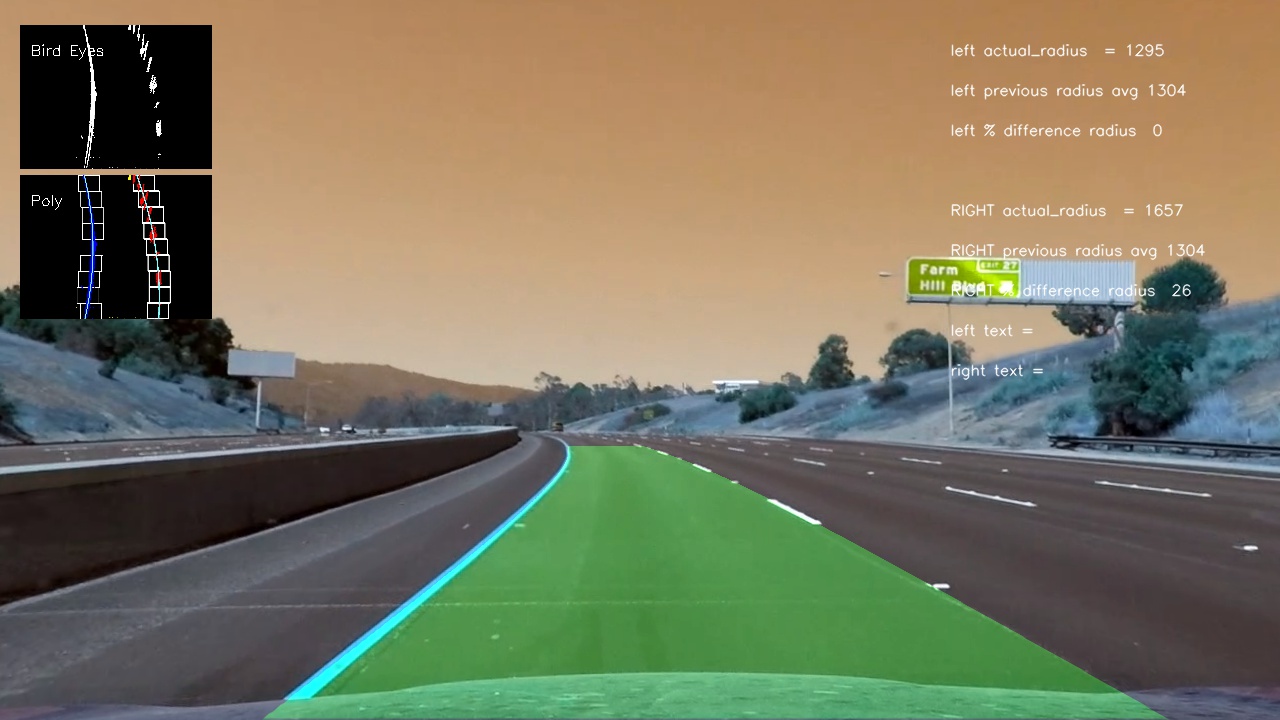 Bird Eyes
Poly
left actual_radius = 1295
left previous radius avg 1304
left % difference radius 0
RIGHT actual_radius = 1657
RIGHT previous radius avg 1304
RIGHT % difference radius 26
left text =
right text =
EXIT 27
Farm
Hill Blvd